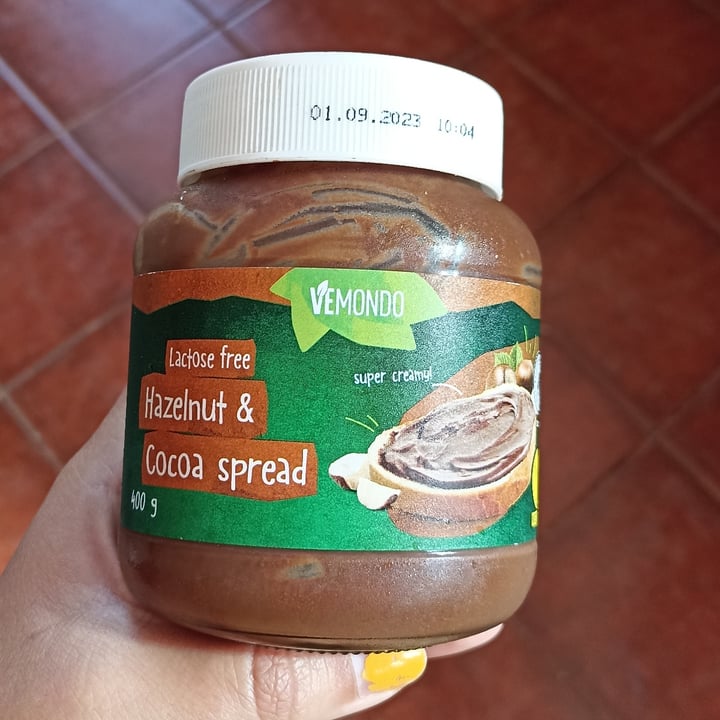 01.09.2023 10:04
VEMONDO
Lactose free
super creamy!
Hazelnut &
Cocoa spread
400 g